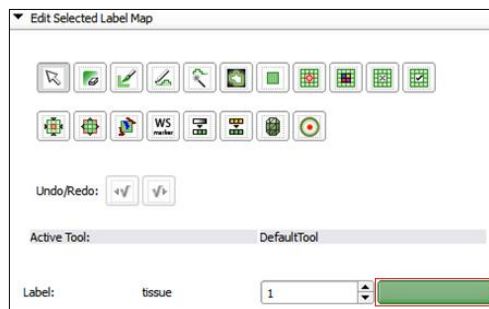 Edit Selected Label Map
WS
marker
Undo/Redo:
Active Tool: DefaultTool
Label: tissue 1